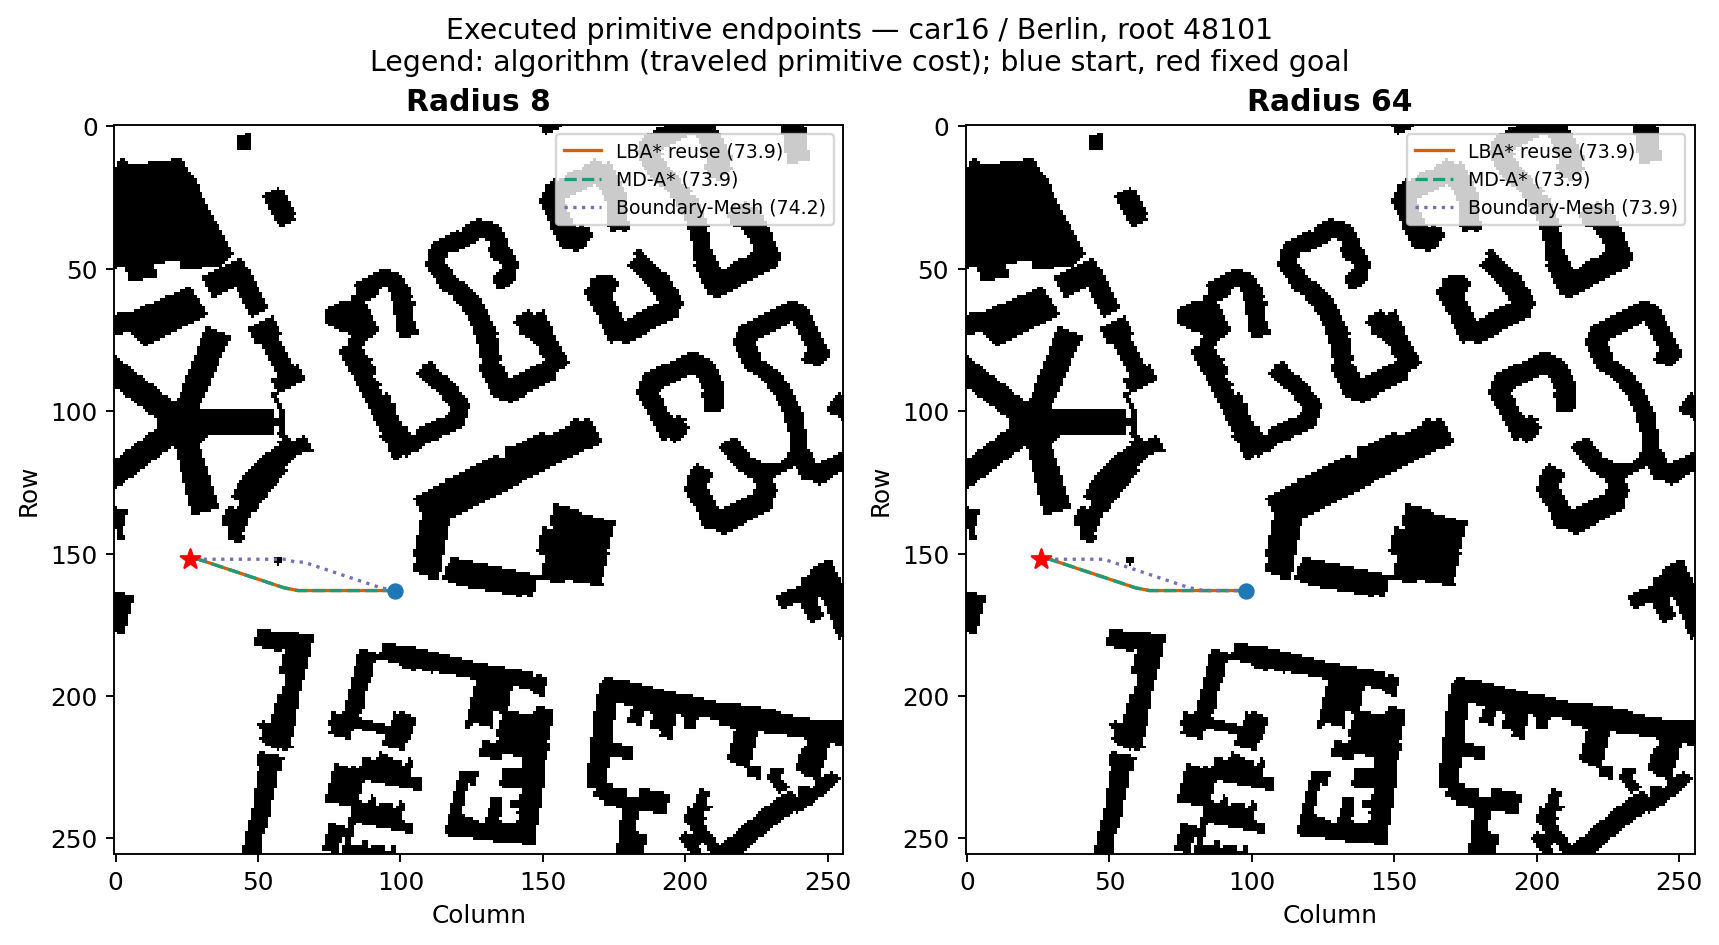 Executed primitive endpoints — car16 / Berlin, root 48101
Legend: algorithm (traveled primitive cost); blue start, red fixed goal
Radius 8
LBA* reuse (73.9)
MD-A* (73.9)
Boundary-Mesh (74.2)
0
50
100
150
200
250
Row
0
50
100
150
200
250
Column
Radius 64
LBA* reuse (73.9)
MD-A* (73.9)
Boundary-Mesh (73.9)
0
50
100
150
200
250
Row
0
50
100
150
200
250
Column